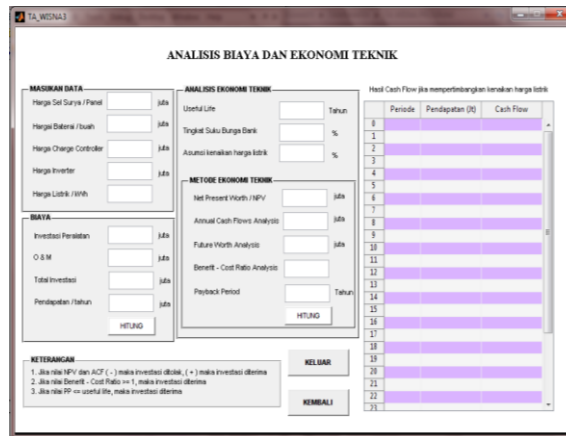 TA_WISNA3
ANALISIS BIAYA DAN EKONOMI TEKNIK
MASUKAN DATA
Harga Sel Surya / Panel juta
Hargai Baterai / buah juta
Harga Charge Controller juta
Harga Inverter juta
Harga Listrik / kWh
BIAYA
Investasi Peralatan juta
O & M juta
Total Investasi juta
Pendapatan / tahun juta
HITUNG
ANALISIS EKONOMI TEKNIK
Useful Life Tahun
Tingkat Suku Bunga Bank %
Asumsi kenaikan harga listrik %
METODE EKONOMI TEKNIK
Net Present Worth / NPV juta
Annual Cash Flows Analysis juta
Future Worth Analysis juta
Benefit - Cost Ratio Analysis
Payback Period Tahun
HITUNG
Hasil Cash Flow jika mempertimbangkan kenaikan harga listrik
Periode Pendapatan (Jt) Cash Flow
0
1
2
3
4
5
6
7
8
9
10
11
12
13
14
15
16
17
18
19
20
21
22
23
KETERANGAN
1. Jika nilai NPV dan ACF ( - ) maka investasi ditolak, ( + ) maka investasi diterima
2. Jika nilai Benefit - Cost Ratio >= 1, maka investasi diterima
3. Jika nilai PP <= useful life, maka investasi diterima
KELUAR
KEMBALI